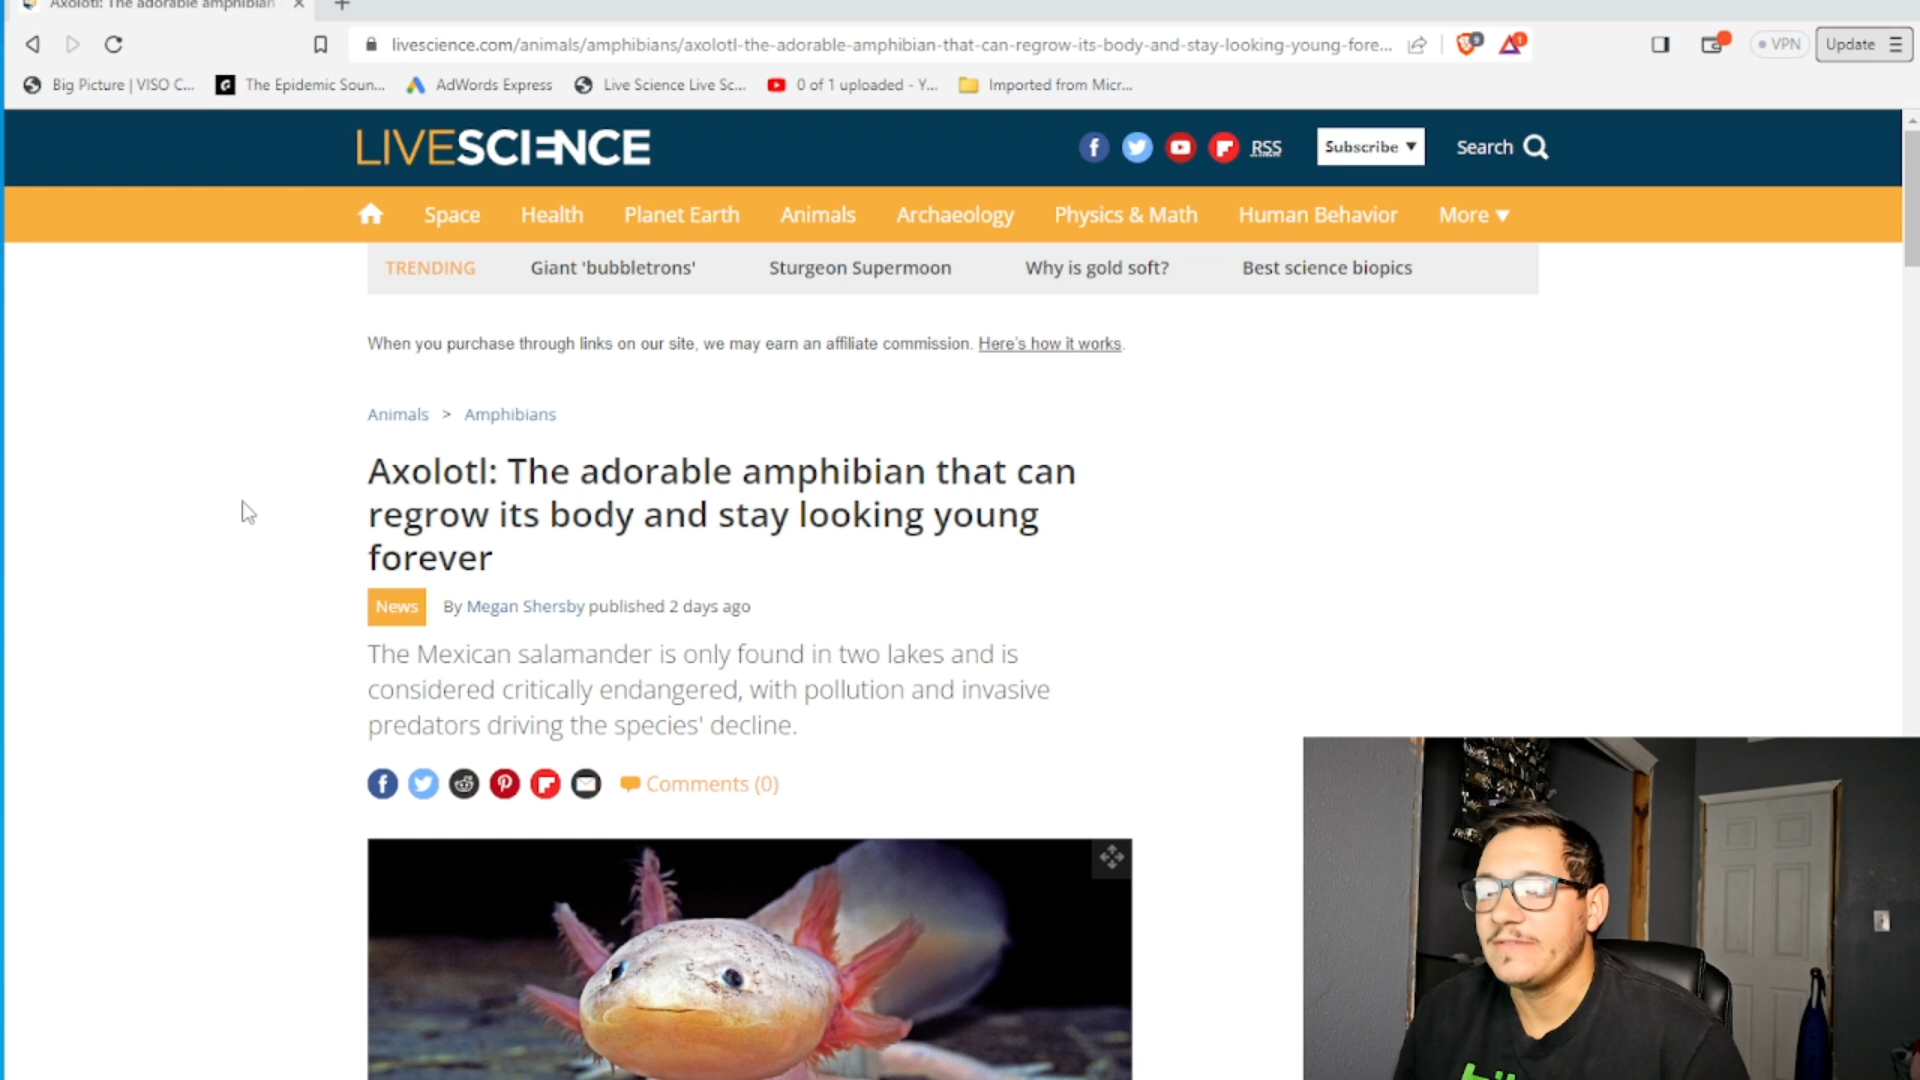 Axolotl: The adorable amphibian
livescience.com/animals/amphibians/axolotl-the-adorable-amphibian-that-can-regrow-its-body-and-stay-looking-young-fore...
VPN
Update
Big Picture | VISO C...
The Epidemic Soun...
AdWords Express
Live Science Live Sc...
0 of 1 uploaded - Y...
Imported from Micr...
LIVESCIENCE
RSS
Subscribe ▼
Search
Space
Health
Planet Earth
Animals
Archaeology
Physics & Math
Human Behavior
More ▼
TRENDING
Giant 'bubbletrons'
Sturgeon Supermoon
Why is gold soft?
Best science biopics
When you purchase through links on our site, we may earn an affiliate commission. Here's how it works.
Animals > Amphibians
Axolotl: The adorable amphibian that can
regrow its body and stay looking young
forever
News By Megan Shersby published 2 days ago
The Mexican salamander is only found in two lakes and is
considered critically endangered, with pollution and invasive
predators driving the species' decline.
Comments (0)